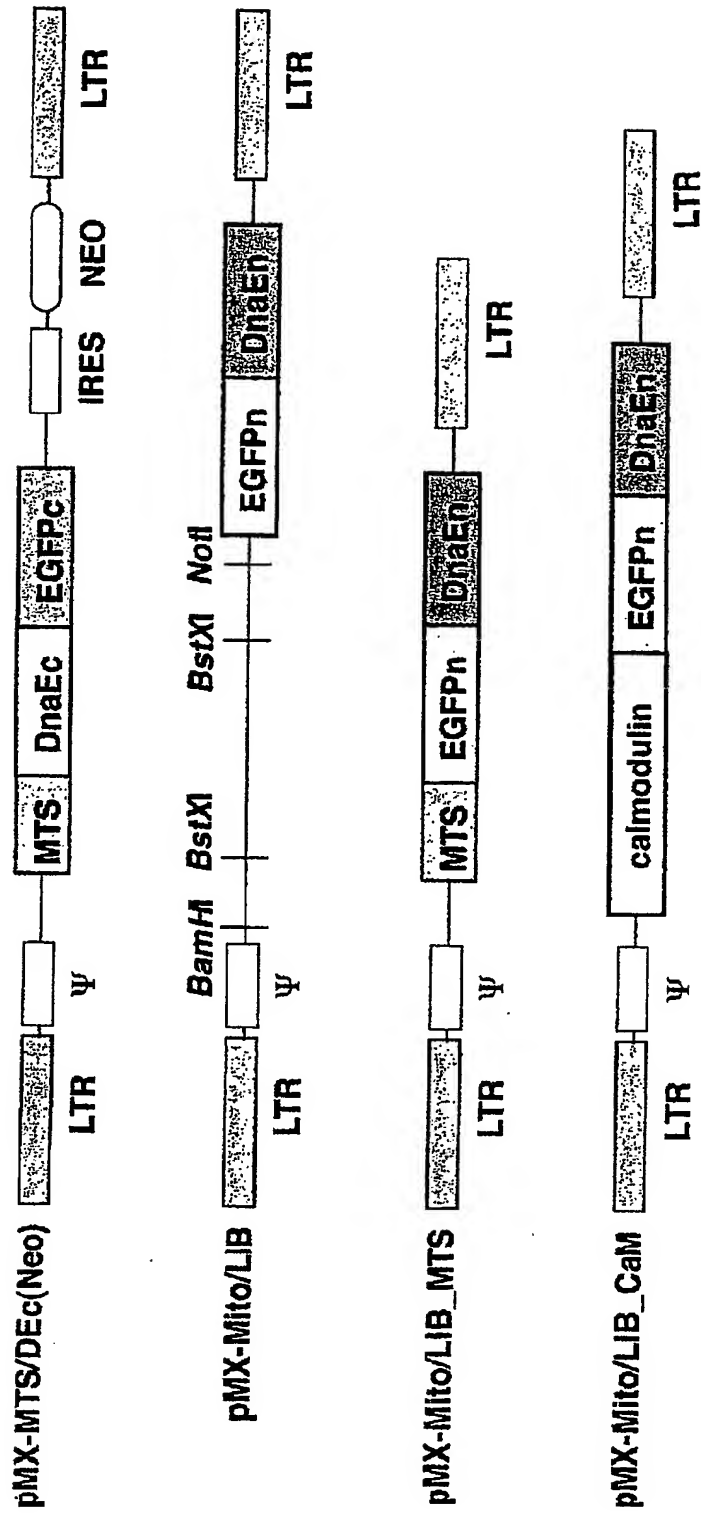 pMX-MTS/DEc(Neo)
LTR
Ψ
MTS
DnaEc
EGFPc
IRES
NEO
LTR
pMX-Mito/LIB
LTR
Ψ
BamHI
BstXI
BstXI
NotI
EGFPn
DnaEn
LTR
pMX-Mito/LIB_MTS
LTR
Ψ
MTS
EGFPn
DnaEn
LTR
pMX-Mito/LIB_CaM
LTR
Ψ
calmodulin
EGFPn
DnaEn
LTR